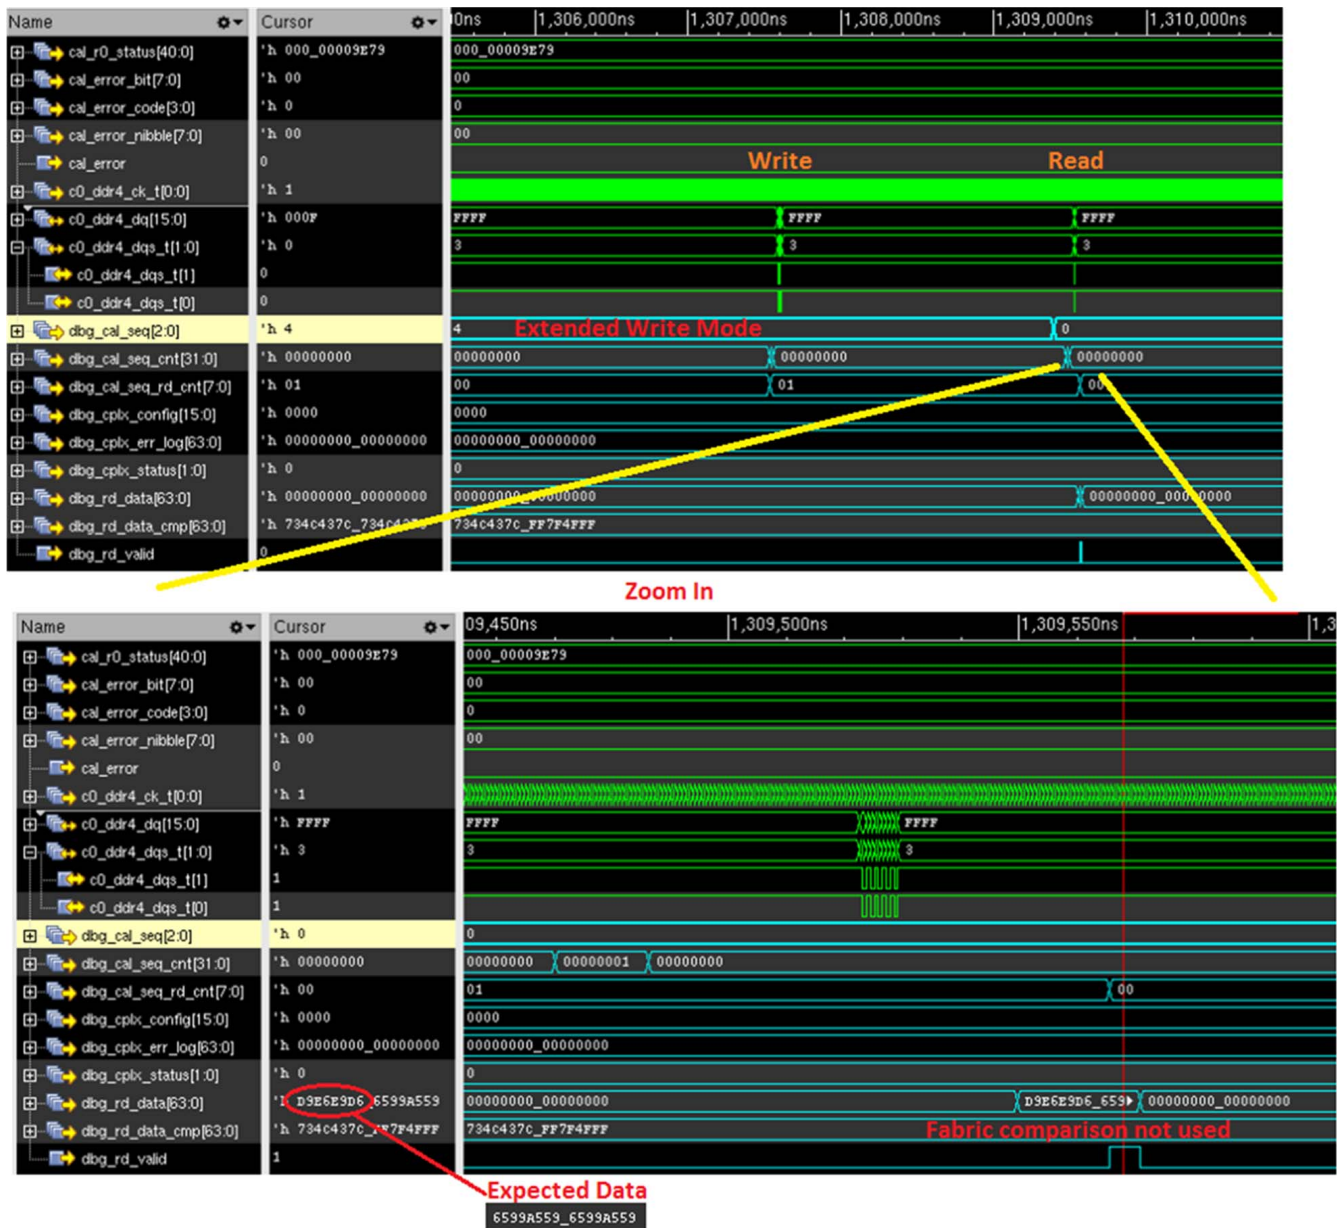 Name Cursor 0ns 1,306,000ns 1,307,000ns 1,308,000ns 1,309,000ns 1,310,000ns
cal_r0_status[40:0] 'h 000_00009E79 000_00009E79
cal_error_bit[7:0] 'h 00 00
cal_error_code[3:0] 'h 0 0
cal_error_nibble[7:0] 'h 00 00
cal_error 0 Write Read
c0_ddr4_ck_t[0:0] 'h 1
c0_ddr4_dq[15:0] 'h 000F FFFF FFFF FFFF
c0_ddr4_dqs_t[1:0] 'h 0 3 3 3
c0_ddr4_dqs_t[1] 0
c0_ddr4_dqs_t[0] 0
dbg_cal_seq[2:0] 'h 4 4 Extended Write Mode 0
dbg_cal_seq_cnt[31:0] 'h 00000000 00000000 00000000 00000000
dbg_cal_seq_rd_cnt[7:0] 'h 01 00 01 00
dbg_cplx_config[15:0] 'h 0000 0000
dbg_cplx_err_log[63:0] 'h 00000000_00000000 00000000_00000000
dbg_cplx_status[1:0] 'h 0 0
dbg_rd_data[63:0] 'h 00000000_00000000 00000000_00000000 00000000_00000000
dbg_rd_data_cmp[63:0] 'h 734C437C_ 734C437C_FF7F4FFF
dbg_rd_valid 0
Zoom In
Name Cursor 09,450ns 1,309,500ns 1,309,550ns 1,3
cal_r0_status[40:0] 'h 000_00009E79 000_00009E79
cal_error_bit[7:0] 'h 00 00
cal_error_code[3:0] 'h 0 0
cal_error_nibble[7:0] 'h 00 00
cal_error 0
c0_ddr4_ck_t[0:0] 'h 1
c0_ddr4_dq[15:0] 'h FFFF FFFF FFFF
c0_ddr4_dqs_t[1:0] 'h 3 3 3
c0_ddr4_dqs_t[1] 1
c0_ddr4_dqs_t[0] 1
dbg_cal_seq[2:0] 'h 0 0
dbg_cal_seq_cnt[31:0] 'h 00000000 00000000 00000001 00000000
dbg_cal_seq_rd_cnt[7:0] 'h 00 01 00
dbg_cplx_config[15:0] 'h 0000 0000
dbg_cplx_err_log[63:0] 'h 00000000_00000000 00000000_00000000
dbg_cplx_status[1:0] 'h 0 0
dbg_rd_data[63:0] 'h D9E6E9D6_6599A559 00000000_00000000 D9E6E9D6_659 00000000_00000000
dbg_rd_data_cmp[63:0] 'h 734C437C_FF7F4FFF 734C437C_FF7F4FFF Fabric comparison not used
dbg_rd_valid 1
Expected Data
6599A559_6599A559